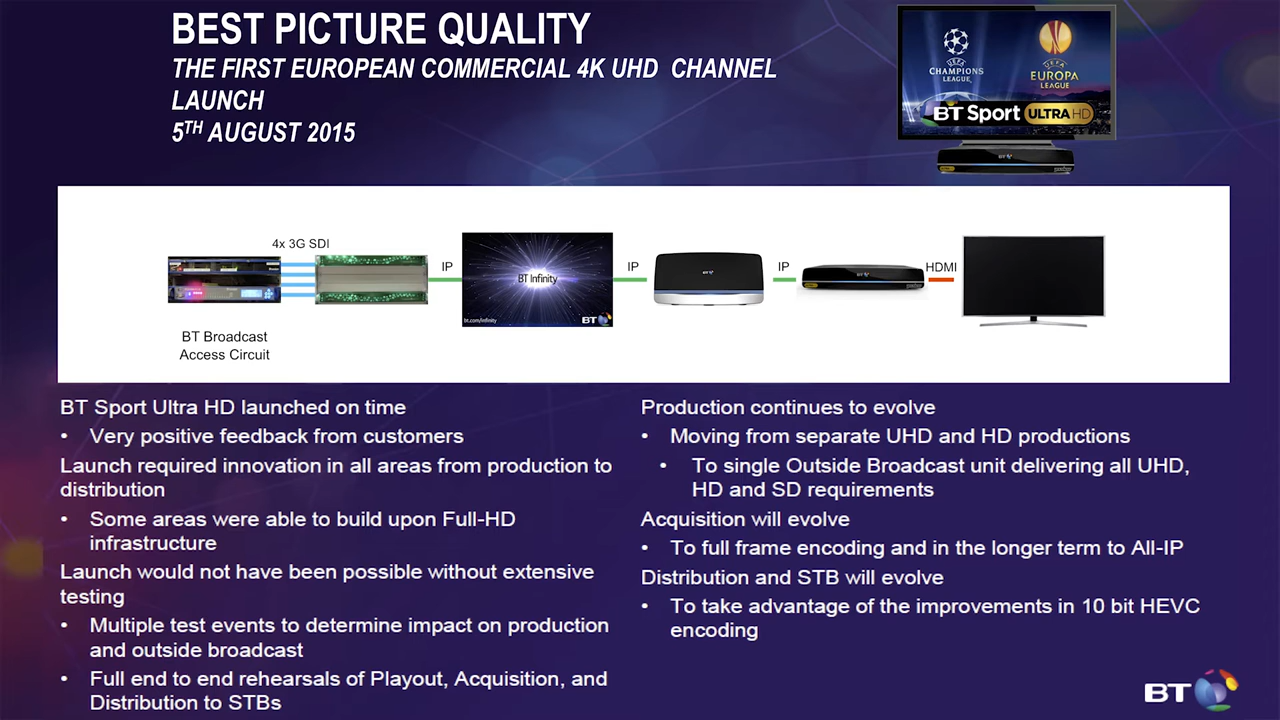 BEST PICTURE QUALITY
THE FIRST EUROPEAN COMMERCIAL 4K UHD CHANNEL
LAUNCH
5TH AUGUST 2015
UEFA
CHAMPIONS
LEAGUE
UEFA
EUROPA
LEAGUE
BT Sport ULTRA HD
BT
4x 3G SDI
IP
BT Infinity
bt.com/infinity
BT
IP
BT
IP
BT
HDMI
BT Broadcast
Access Circuit
BT Sport Ultra HD launched on time
• Very positive feedback from customers
Launch required innovation in all areas from production to
distribution
• Some areas were able to build upon Full-HD
infrastructure
Launch would not have been possible without extensive
testing
• Multiple test events to determine impact on production
and outside broadcast
• Full end to end rehearsals of Playout, Acquisition, and
Distribution to STBs
Production continues to evolve
• Moving from separate UHD and HD productions
• To single Outside Broadcast unit delivering all UHD,
HD and SD requirements
Acquisition will evolve
• To full frame encoding and in the longer term to All-IP
Distribution and STB will evolve
• To take advantage of the improvements in 10 bit HEVC
encoding
BT